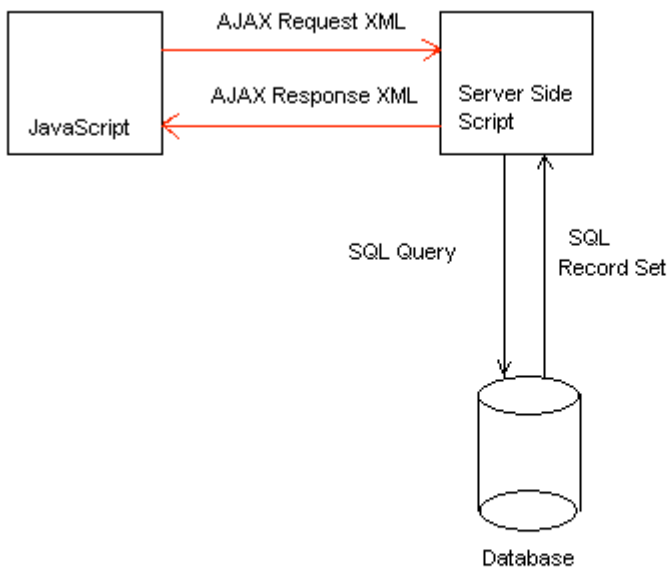 AJAX Request XML
AJAX Response XML
JavaScript
Server Side
Script
SQL Query
SQL
Record Set
Database